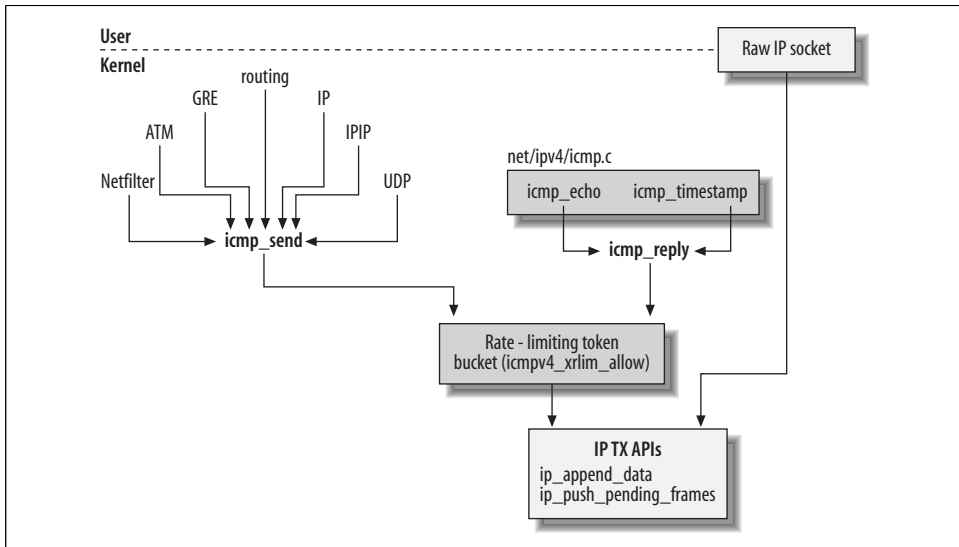 User
Kernel
Raw IP socket
routing
GRE
IP
ATM
IPIP
Netfilter
UDP
icmp_send
net/ipv4/icmp.c
icmp_echo
icmp_timestamp
icmp_reply
Rate - limiting token
bucket (icmpv4_xrlim_allow)
IP TX APIs
ip_append_data
ip_push_pending_frames